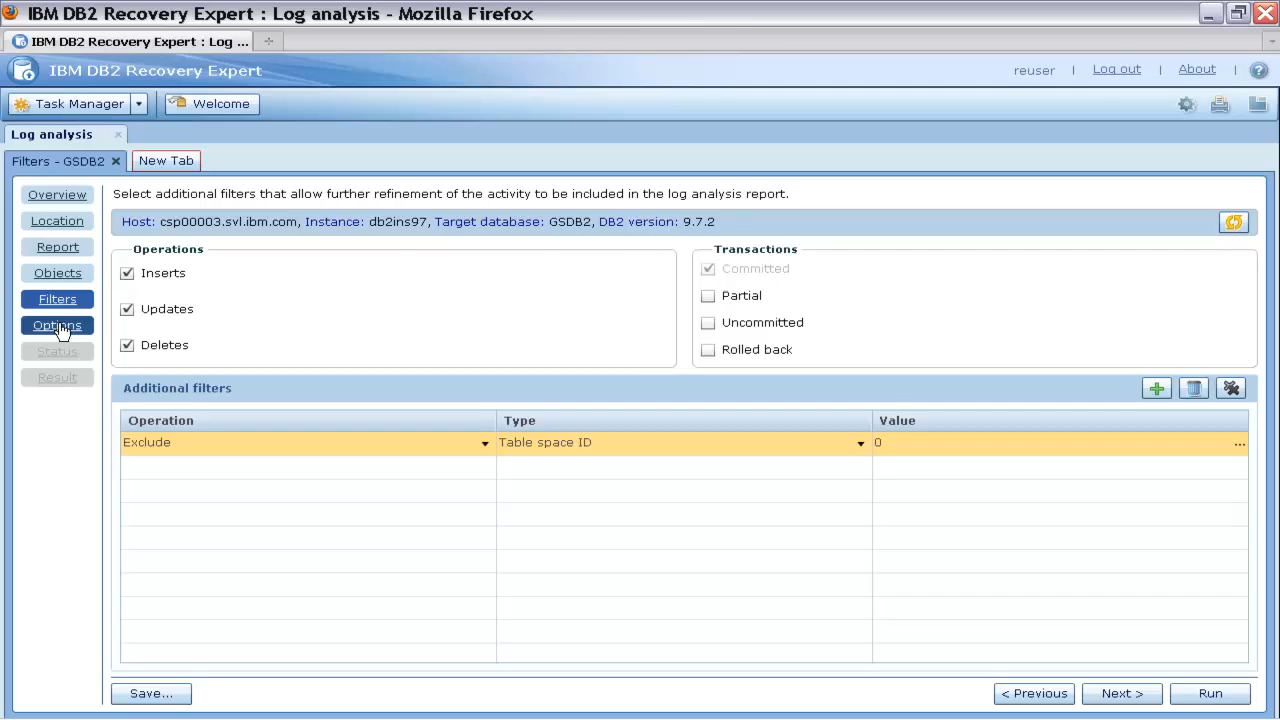 IBM DB2 Recovery Expert : Log analysis - Mozilla Firefox
IBM DB2 Recovery Expert : Log ...
IBM DB2 Recovery Expert
reuser | Log out | About | ?
Task Manager
Welcome
Log analysis
Filters - GSDB2
New Tab
Overview
Location
Report
Objects
Filters
Options
Status
Result
Select additional filters that allow further refinement of the activity to be included in the log analysis report.
Host: csp00003.svl.ibm.com, Instance: db2ins97, Target database: GSDB2, DB2 version: 9.7.2
Operations
Inserts
Updates
Deletes
Transactions
Committed
Partial
Uncommitted
Rolled back
Additional filters
Operation Type Value
Exclude Table space ID 0 ...
Save...
< Previous
Next >
Run